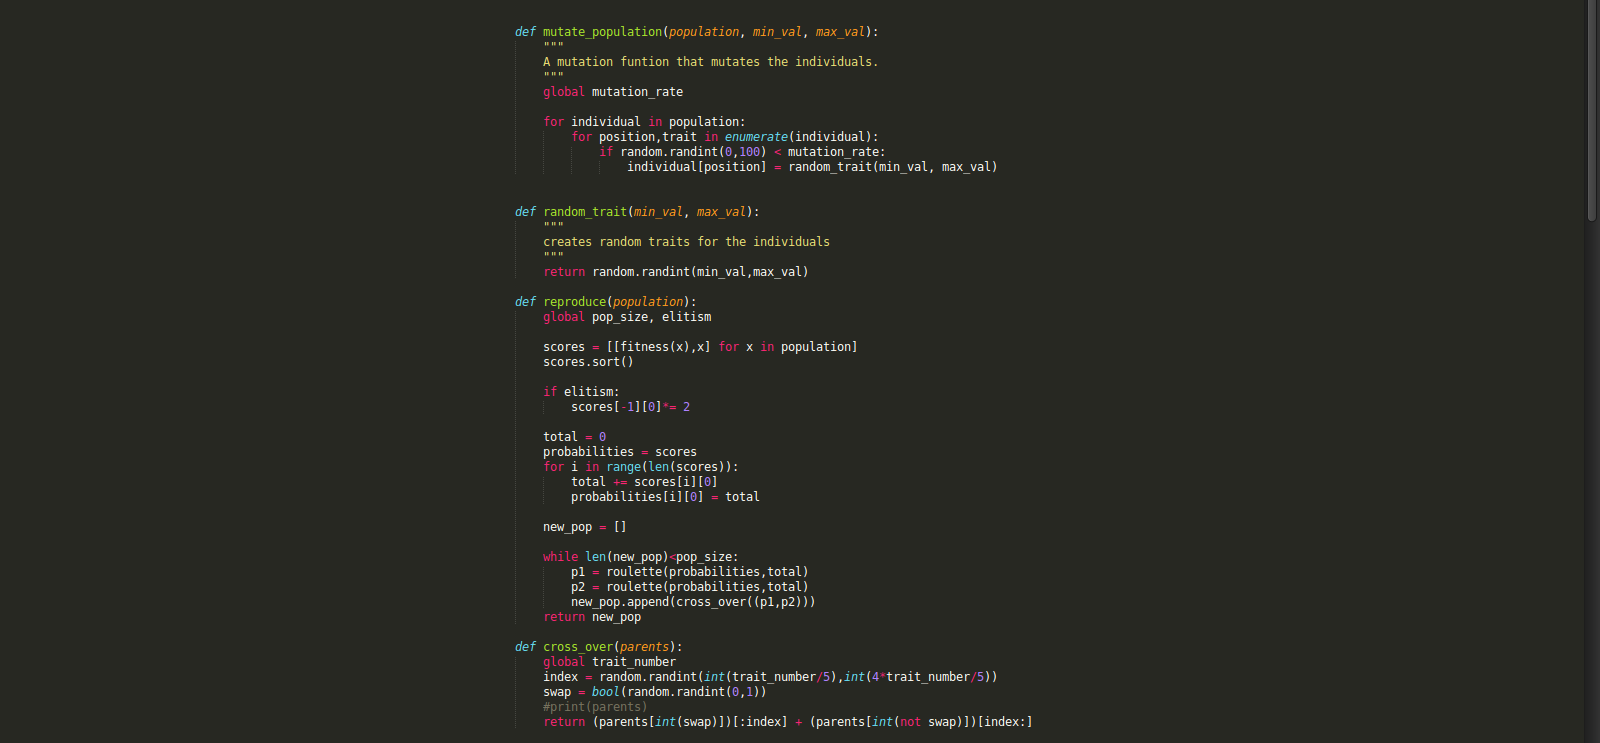 def mutate_population(population, min_val, max_val):
    """
    A mutation funtion that mutates the individuals.
    """
    global mutation_rate

    for individual in population:
        for position,trait in enumerate(individual):
            if random.randint(0,100) < mutation_rate:
                individual[position] = random_trait(min_val, max_val)


def random_trait(min_val, max_val):
    """
    creates random traits for the individuals
    """
    return random.randint(min_val,max_val)

def reproduce(population):
    global pop_size, elitism

    scores = [[fitness(x),x] for x in population]
    scores.sort()

    if elitism:
        scores[-1][0]*= 2

    total = 0
    probabilities = scores
    for i in range(len(scores)):
        total += scores[i][0]
        probabilities[i][0] = total

    new_pop = []

    while len(new_pop)<pop_size:
        p1 = roulette(probabilities,total)
        p2 = roulette(probabilities,total)
        new_pop.append(cross_over((p1,p2)))
    return new_pop

def cross_over(parents):
    global trait_number
    index = random.randint(int(trait_number/5),int(4*trait_number/5))
    swap = bool(random.randint(0,1))
    #print(parents)
    return (parents[int(swap)])[:index] + (parents[int(not swap)])[index:]